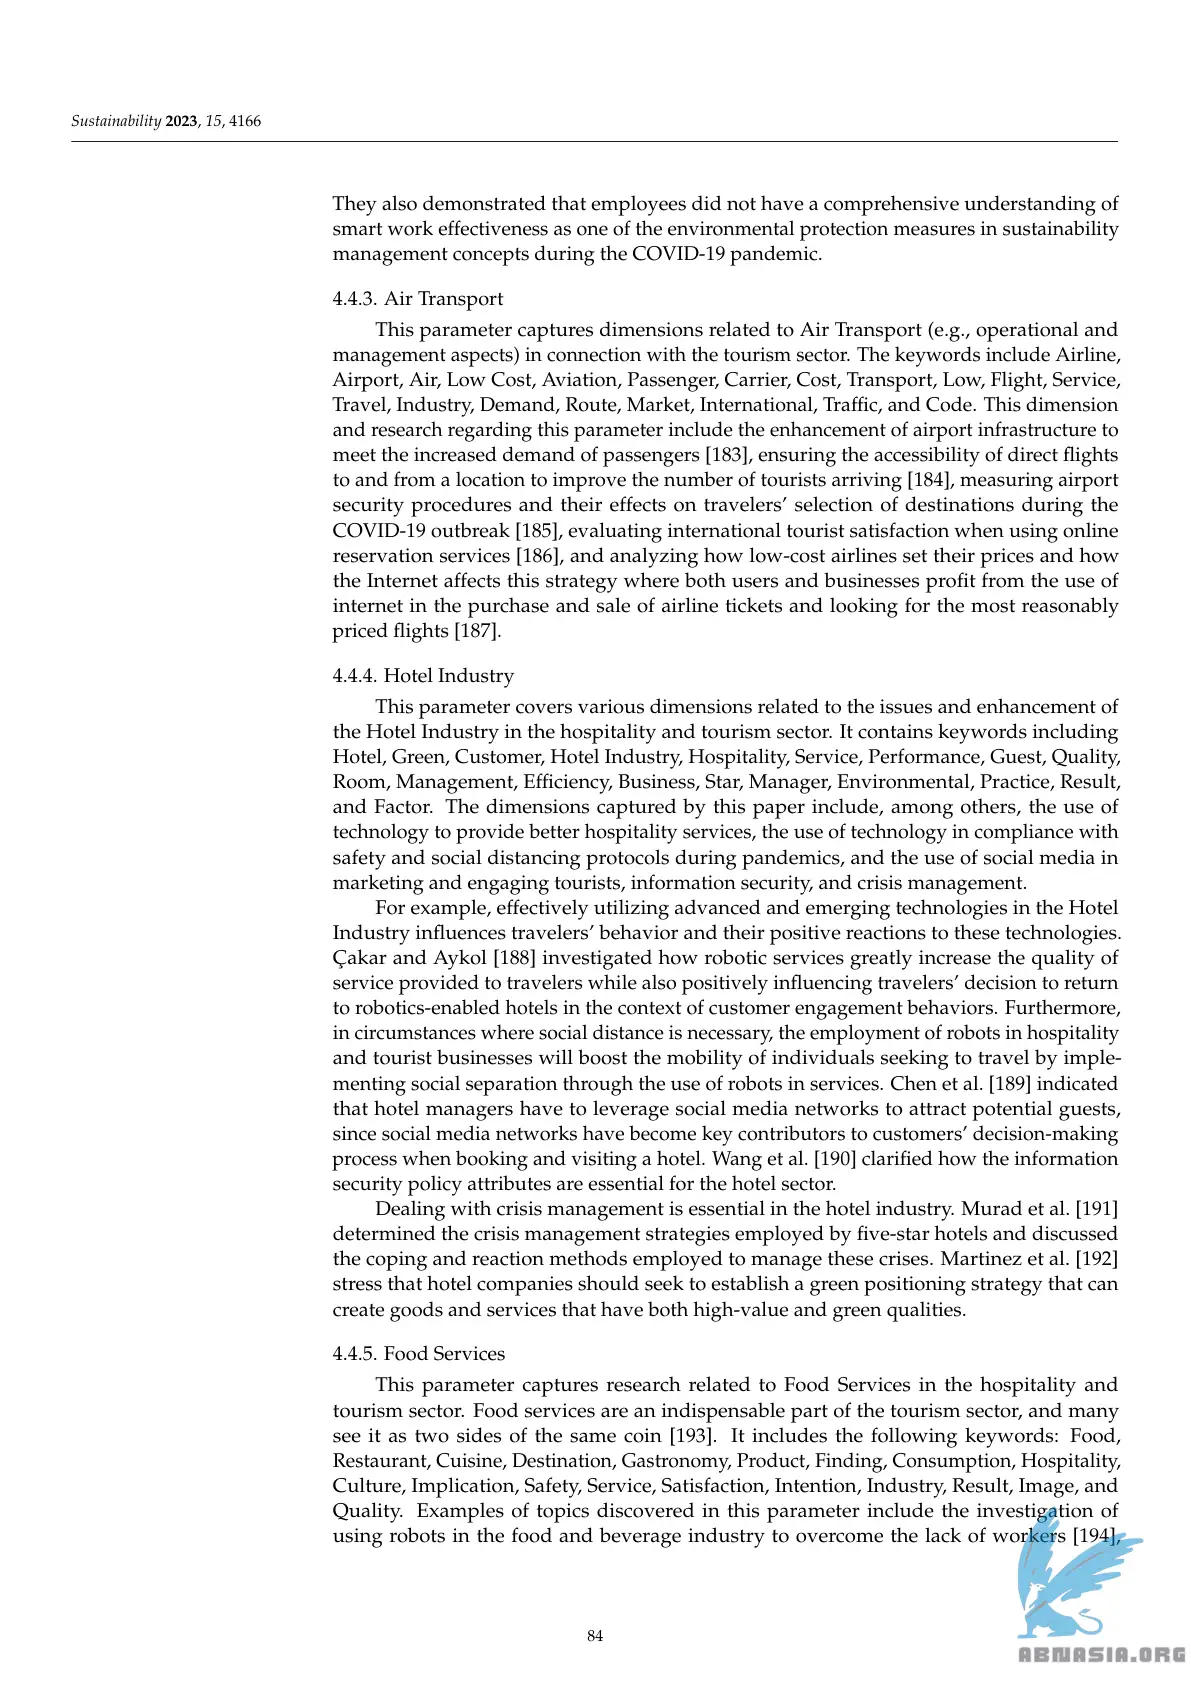 Sustainability 2023, 15, 4166
They also demonstrated that employees did not have a comprehensive understanding of
smart work effectiveness as one of the environmental protection measures in sustainability
management concepts during the COVID-19 pandemic.
4.4.3. Air Transport
This parameter captures dimensions related to Air Transport (e.g., operational and
management aspects) in connection with the tourism sector. The keywords include Airline,
Airport, Air, Low Cost, Aviation, Passenger, Carrier, Cost, Transport, Low, Flight, Service,
Travel, Industry, Demand, Route, Market, International, Traffic, and Code. This dimension
and research regarding this parameter include the enhancement of airport infrastructure to
meet the increased demand of passengers [183], ensuring the accessibility of direct flights
to and from a location to improve the number of tourists arriving [184], measuring airport
security procedures and their effects on travelers’ selection of destinations during the
COVID-19 outbreak [185], evaluating international tourist satisfaction when using online
reservation services [186], and analyzing how low-cost airlines set their prices and how
the Internet affects this strategy where both users and businesses profit from the use of
internet in the purchase and sale of airline tickets and looking for the most reasonably
priced flights [187].
4.4.4. Hotel Industry
This parameter covers various dimensions related to the issues and enhancement of
the Hotel Industry in the hospitality and tourism sector. It contains keywords including
Hotel, Green, Customer, Hotel Industry, Hospitality, Service, Performance, Guest, Quality,
Room, Management, Efficiency, Business, Star, Manager, Environmental, Practice, Result,
and Factor. The dimensions captured by this paper include, among others, the use of
technology to provide better hospitality services, the use of technology in compliance with
safety and social distancing protocols during pandemics, and the use of social media in
marketing and engaging tourists, information security, and crisis management.
For example, effectively utilizing advanced and emerging technologies in the Hotel
Industry influences travelers’ behavior and their positive reactions to these technologies.
Çakar and Aykol [188] investigated how robotic services greatly increase the quality of
service provided to travelers while also positively influencing travelers’ decision to return
to robotics-enabled hotels in the context of customer engagement behaviors. Furthermore,
in circumstances where social distance is necessary, the employment of robots in hospitality
and tourist businesses will boost the mobility of individuals seeking to travel by imple-
menting social separation through the use of robots in services. Chen et al. [189] indicated
that hotel managers have to leverage social media networks to attract potential guests,
since social media networks have become key contributors to customers’ decision-making
process when booking and visiting a hotel. Wang et al. [190] clarified how the information
security policy attributes are essential for the hotel sector.
Dealing with crisis management is essential in the hotel industry. Murad et al. [191]
determined the crisis management strategies employed by five-star hotels and discussed
the coping and reaction methods employed to manage these crises. Martinez et al. [192]
stress that hotel companies should seek to establish a green positioning strategy that can
create goods and services that have both high-value and green qualities.
4.4.5. Food Services
This parameter captures research related to Food Services in the hospitality and
tourism sector. Food services are an indispensable part of the tourism sector, and many
see it as two sides of the same coin [193]. It includes the following keywords: Food,
Restaurant, Cuisine, Destination, Gastronomy, Product, Finding, Consumption, Hospitality,
Culture, Implication, Safety, Service, Satisfaction, Intention, Industry, Result, Image, and
Quality. Examples of topics discovered in this parameter include the investigation of
using robots in the food and beverage industry to overcome the lack of workers [194],
84
ABNASIA.ORG